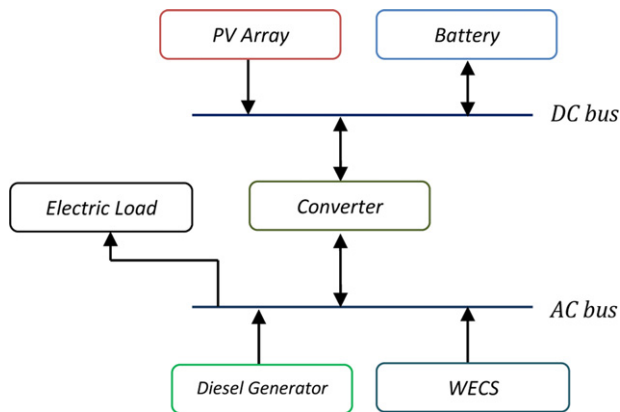 PV Array
Battery
DC bus
Electric Load
Converter
AC bus
Diesel Generator
WECS